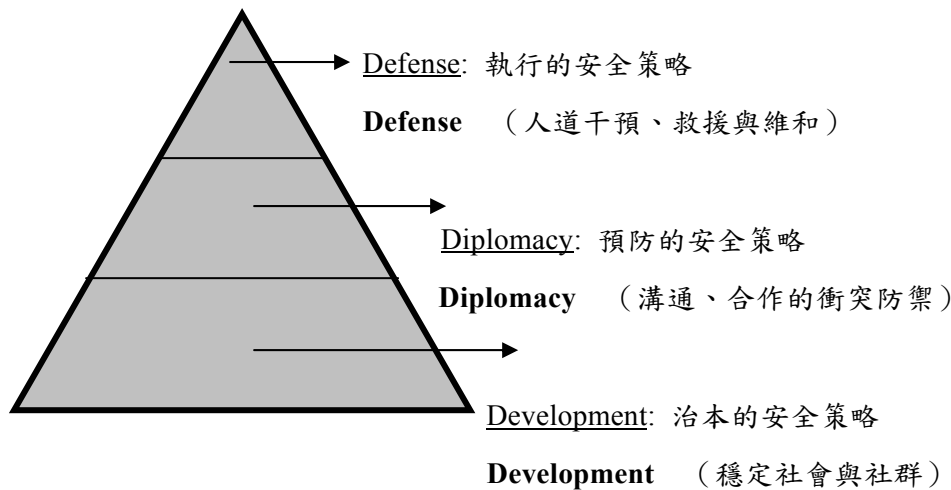 Defense: 執行的安全策略
Defense （人道干預、救援與維和）
Diplomacy: 預防的安全策略
Diplomacy （溝通、合作的衝突防禦）
Development: 治本的安全策略
Development （穩定社會與社群）